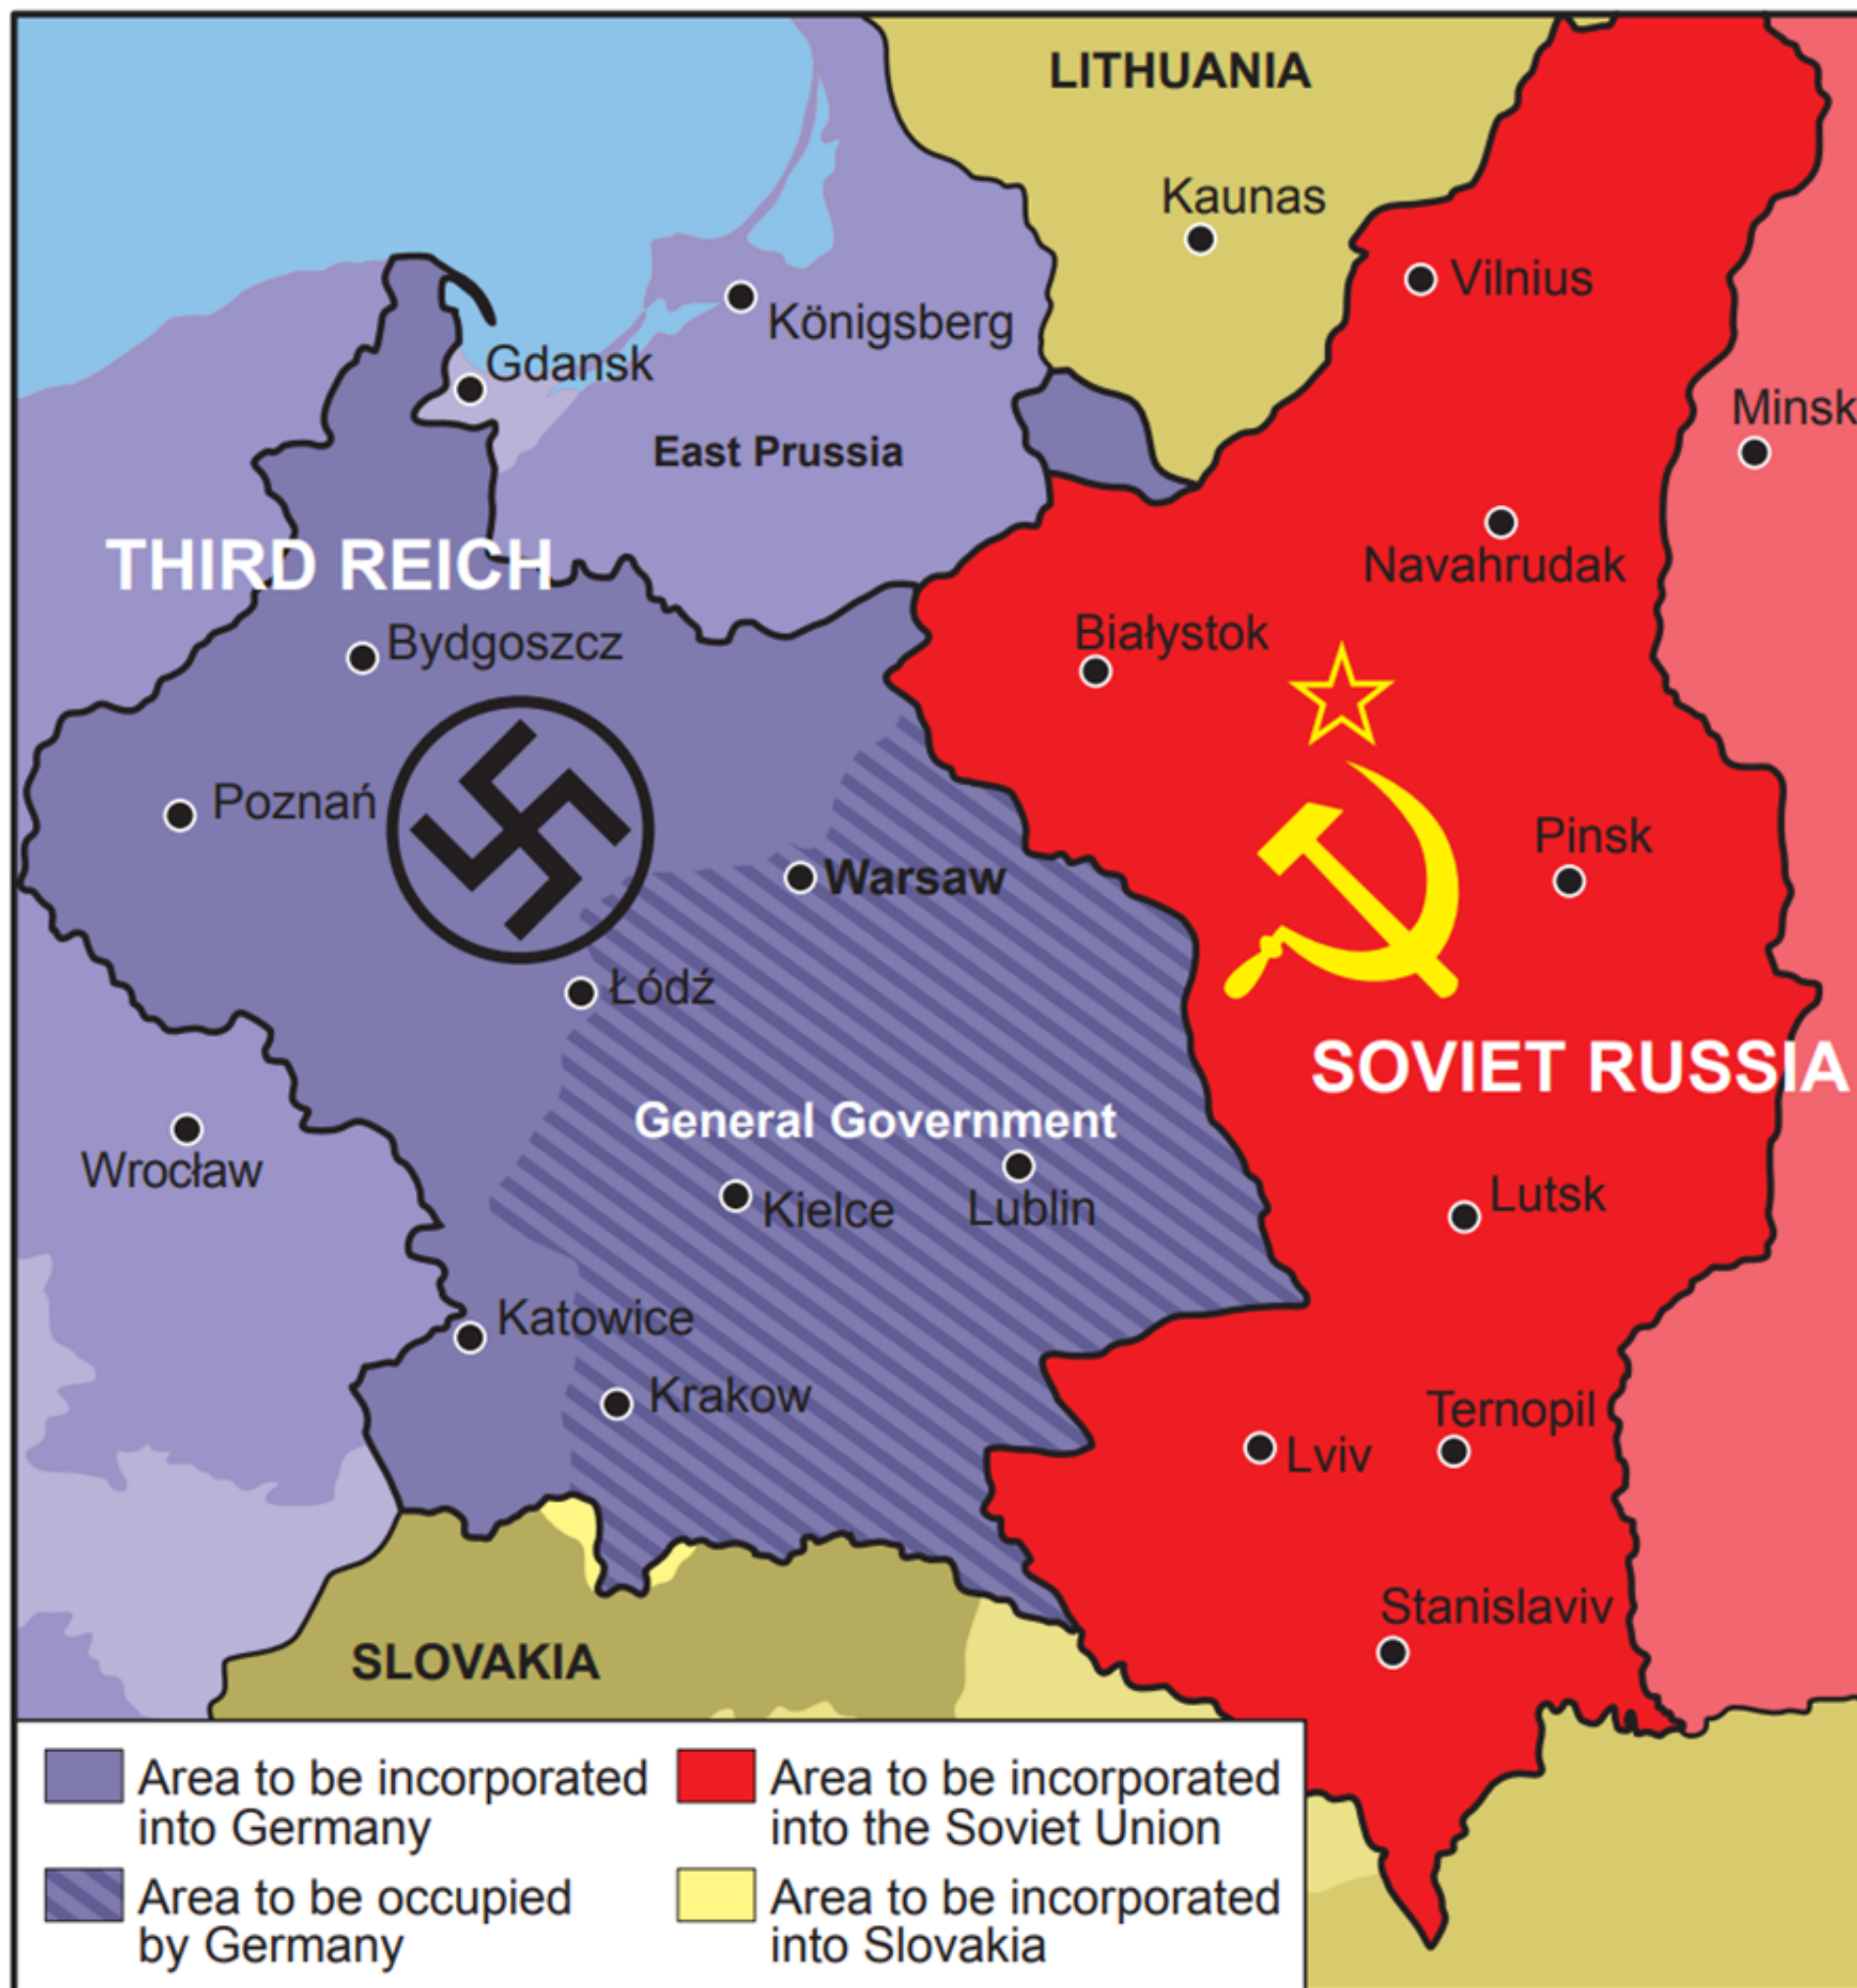 LITHUANIA
Kaunas
Vilnius
Königsberg
Gdansk
Minsk
East Prussia
THIRD REICH
Navahrudak
Bydgoszcz
Białystok
Poznań
Pinsk
Warsaw
Łódź
SOVIET RUSSIA
General Government
Wrocław
Kielce
Lublin
Lutsk
Katowice
Krakow
Ternopil
Lviv
Stanislaviv
SLOVAKIA
Area to be incorporated
into Germany
Area to be incorporated
into the Soviet Union
Area to be occupied
by Germany
Area to be incorporated
into Slovakia